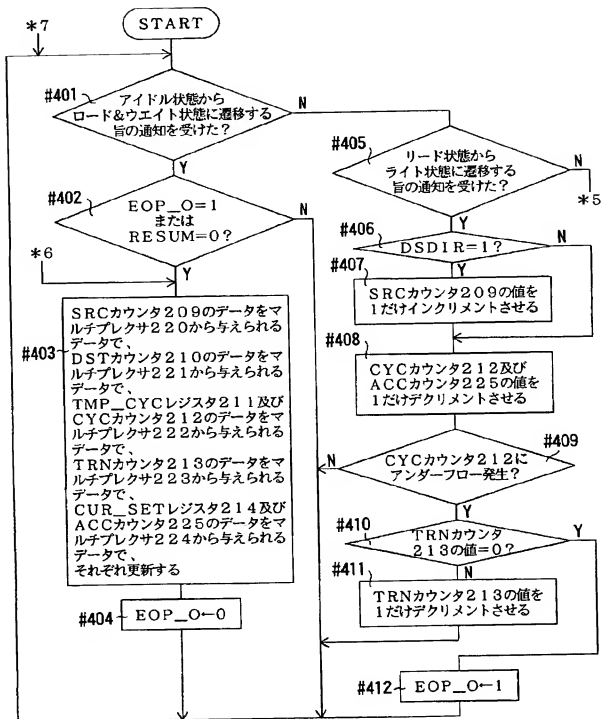 *7
START
#401
アイドル状態から
ロード&ウエイト状態に遷移する
旨の通知を受けた?
N
Y
#402
EOP_O=1
または
RESUM=0?
N
Y
*6
#403
SRCカウンタ209のデータをマ
ルチプレクサ220から与えられる
データで、
DSTカウンタ210のデータをマ
ルチプレクサ221から与えられる
データで、
TMP_CYCレジスタ211及び
CYCカウンタ212のデータをマ
ルチプレクサ222から与えられる
データで、
TRNカウンタ213のデータをマ
ルチプレクサ223から与えられる
データで、
CUR_SETレジスタ214及び
ACCカウンタ225のデータをマ
ルチプレクサ224から与えられる
データで、
それぞれ更新する
#404
EOP_O←0
#405
リード状態から
ライト状態に遷移する
旨の通知を受けた?
N
*5
Y
#406
DSDIR=1?
N
Y
#407
SRCカウンタ209の値を
1だけインクリメントさせる
#408
CYCカウンタ212及び
ACCカウンタ225の値を
1だけデクリメントさせる
#409
CYCカウンタ212に
アンダーフロー発生?
N
Y
#410
TRNカウンタ
213の値=0?
Y
N
#411
TRNカウンタ213の値を
1だけデクリメントさせる
#412
EOP_O←1